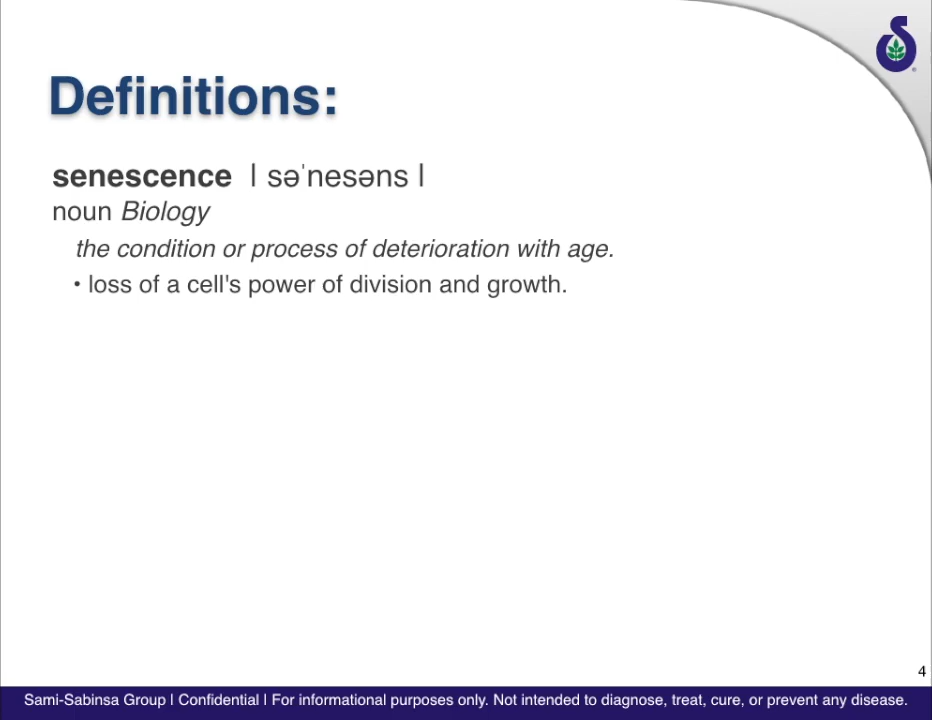 Definitions:
senescence | səˈnesəns |
noun Biology
the condition or process of deterioration with age.
• loss of a cell's power of division and growth.
4
Sami-Sabinsa Group | Confidential | For informational purposes only. Not intended to diagnose, treat, cure, or prevent any disease.